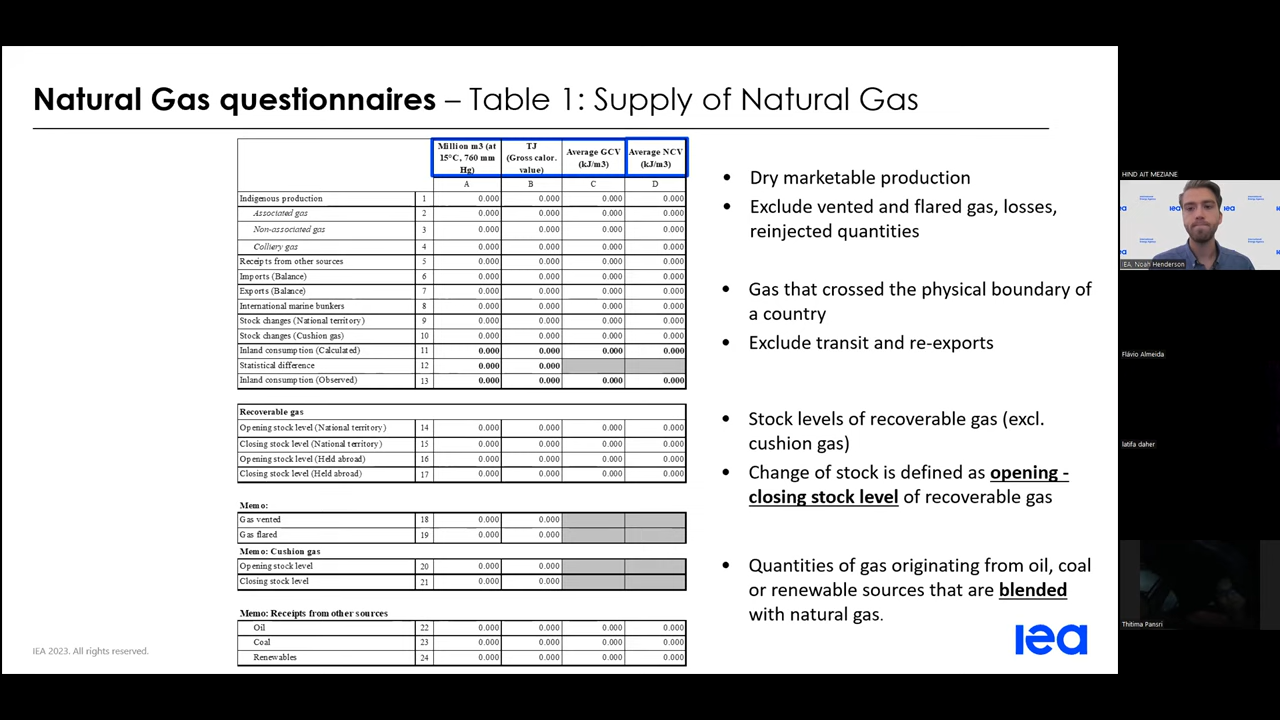 Natural Gas questionnaires – Table 1: Supply of Natural Gas
Million m3 (at 15°C, 760 mm Hg) TJ (Gross calor. value) Average GCV (kJ/m3) Average NCV (kJ/m3)
A B C D
Indigenous production 1 0.000 0.000 0.000 0.000
Associated gas 2 0.000 0.000 0.000 0.000
Non-associated gas 3 0.000 0.000 0.000 0.000
Colliery gas 4 0.000 0.000 0.000 0.000
Receipts from other sources 5 0.000 0.000 0.000 0.000
Imports (Balance) 6 0.000 0.000 0.000 0.000
Exports (Balance) 7 0.000 0.000 0.000 0.000
International marine bunkers 8 0.000 0.000 0.000 0.000
Stock changes (National territory) 9 0.000 0.000 0.000 0.000
Stock changes (Cushion gas) 10 0.000 0.000 0.000 0.000
Inland consumption (Calculated) 11 0.000 0.000 0.000 0.000
Statistical difference 12 0.000 0.000
Inland consumption (Observed) 13 0.000 0.000 0.000 0.000
Recoverable gas
Opening stock level (National territory) 14 0.000 0.000 0.000 0.000
Closing stock level (National territory) 15 0.000 0.000 0.000 0.000
Opening stock level (Held abroad) 16 0.000 0.000 0.000 0.000
Closing stock level (Held abroad) 17 0.000 0.000 0.000 0.000
Memo:
Gas vented 18 0.000 0.000
Gas flared 19 0.000 0.000
Memo: Cushion gas
Opening stock level 20 0.000 0.000
Closing stock level 21 0.000 0.000
Memo: Receipts from other sources
Oil 22 0.000 0.000 0.000 0.000
Coal 23 0.000 0.000 0.000 0.000
Renewables 24 0.000 0.000 0.000 0.000
• Dry marketable production
• Exclude vented and flared gas, losses,
reinjected quantities
• Gas that crossed the physical boundary of
a country
• Exclude transit and re-exports
• Stock levels of recoverable gas (excl.
cushion gas)
• Change of stock is defined as opening -
closing stock level of recoverable gas
• Quantities of gas originating from oil, coal
or renewable sources that are blended
with natural gas.
IEA 2023. All rights reserved.
iea
HIND AIT MEZIANE
iea
IEA, Noah Henderson
Flávio Almeida
latifa daher
Thitima Pansri